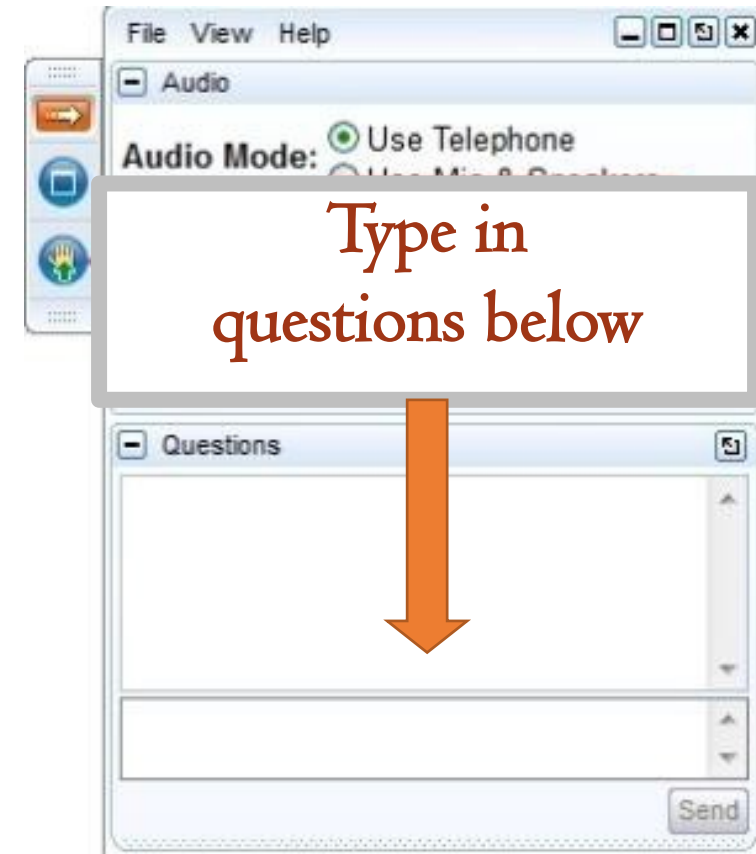 File View Help
Audio
Audio Mode: Use Telephone
Type in
questions below
Questions
Send